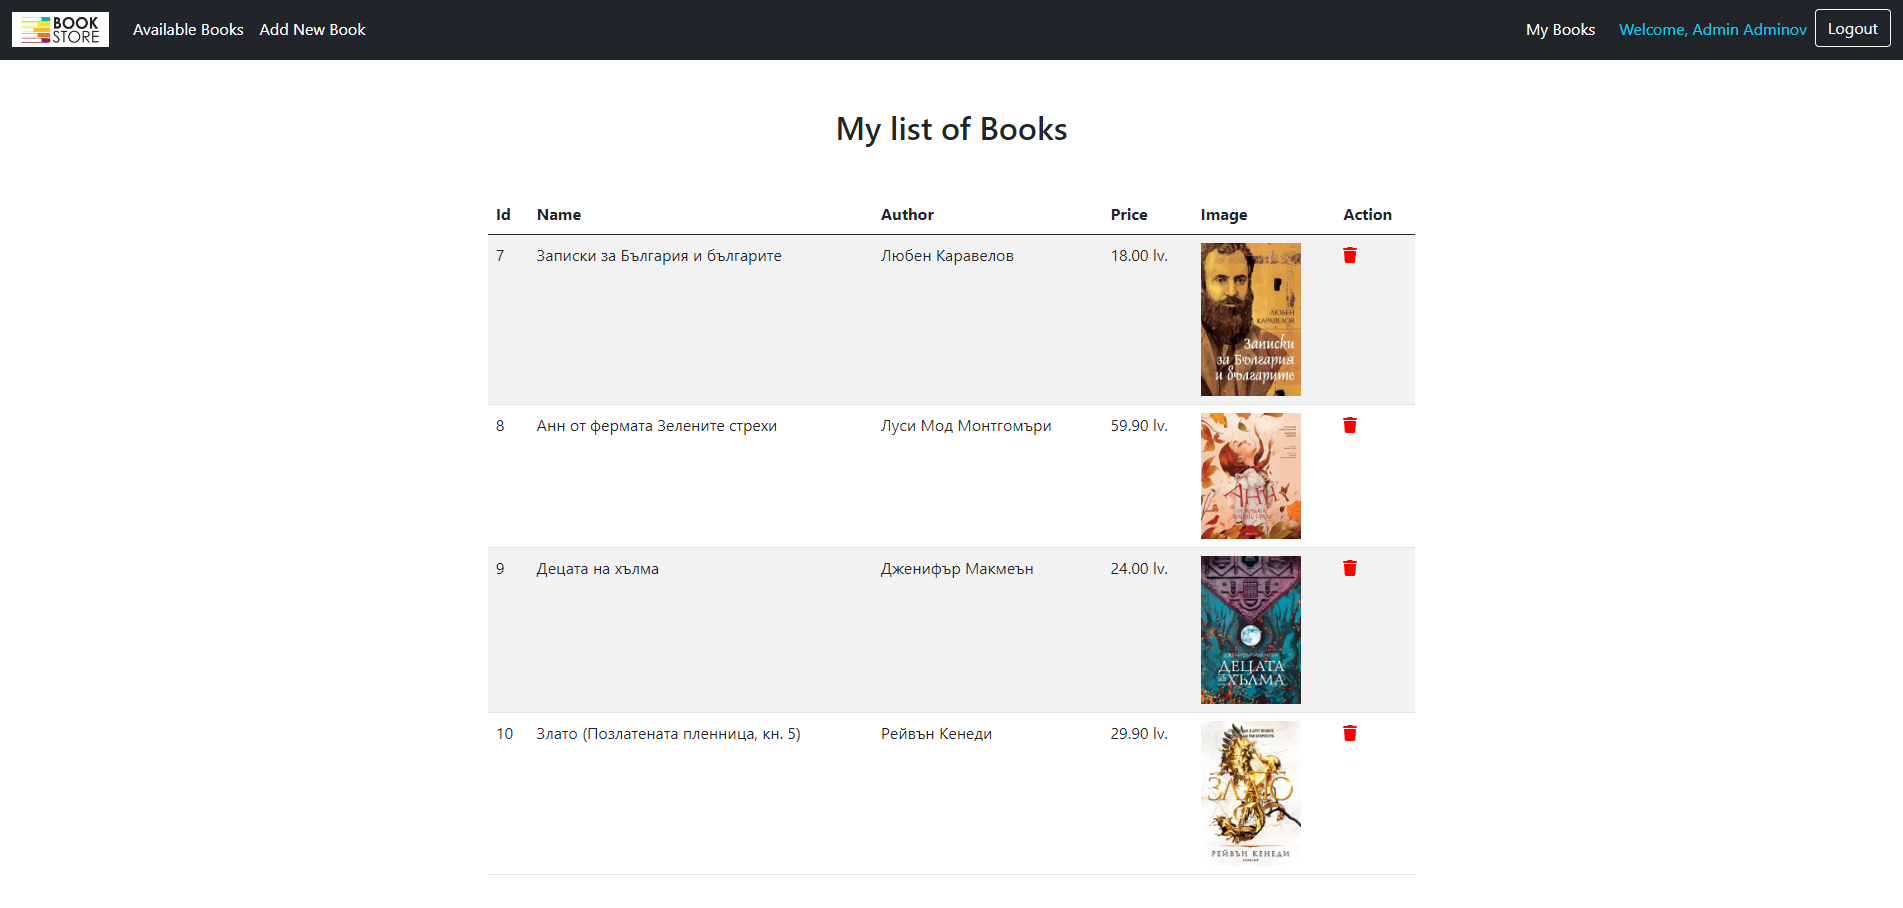 BOOK
STORE
Available Books
Add New Book
My Books
Welcome, Admin Adminov
Logout
My list of Books
Id Name Author Price Image Action
7 Записки за България и българите Любен Каравелов 18.00 lv.
ЛЮБЕН
КАРАВЕЛОВ
Записки
за България
и българите
8 Анн от фермата Зелените стрехи Луси Мод Монтгомъри 59.90 lv.
АНН
9 Децата на хълма Дженифър Макмеън 24.00 lv.
ДЖЕНИФЪР МАКМЕЪН
ДЕЦАТА
НА ХЪЛМА
10 Злато (Позлатената пленница, кн. 5) Рейвън Кенеди 29.90 lv.
ЗЛАТО
РЕЙВЪН КЕНЕДИ